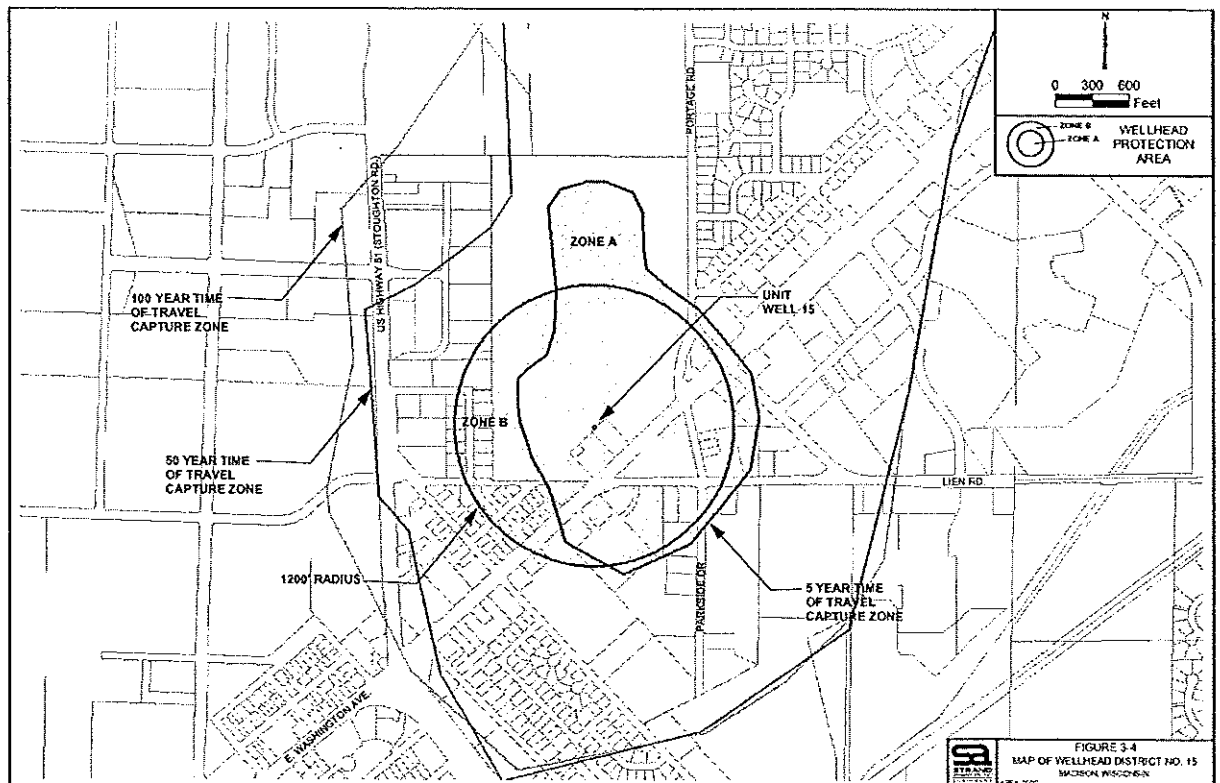 N
0 300 600
Feet
ZONE B
ZONE A
WELLHEAD
PROTECTION
AREA
PORTAGE RD.
US HIGHWAY 51 (STOUGHTON RD.)
ZONE A
100 YEAR TIME
OF TRAVEL
CAPTURE ZONE
UNIT
WELL 15
ZONE B
50 YEAR TIME
OF TRAVEL
CAPTURE ZONE
LIEN RD.
1200' RADIUS
PARKSIDE DR
5 YEAR TIME
OF TRAVEL
CAPTURE ZONE
E. WASHINGTON AVE.
sa
STRAND
FIGURE 3-4
MAP OF WELLHEAD DISTRICT NO. 15
MADISON, WISCONSIN